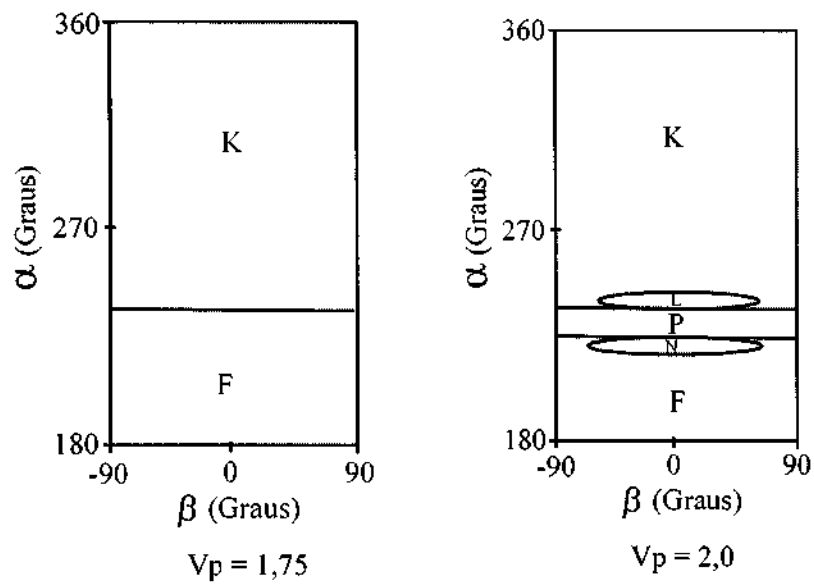 360
K
α (Graus)
270
F
180
-90
0
90
β (Graus)
Vp = 1,75
360
K
α (Graus)
270
L
P
N
F
180
-90
0
90
β (Graus)
Vp = 2,0